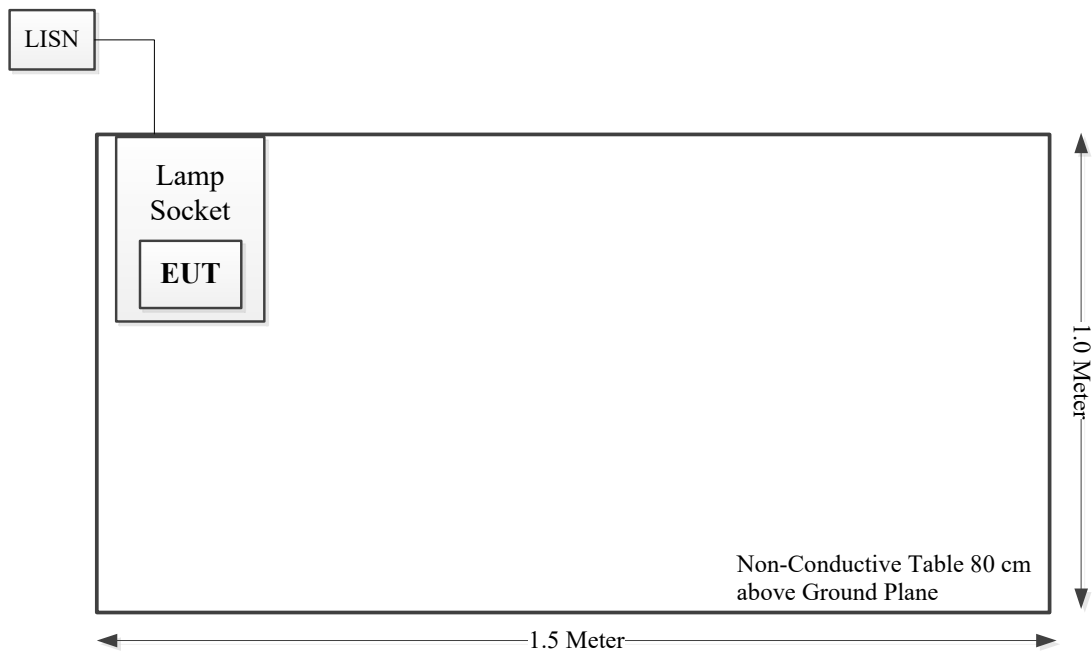 LISN
Lamp
Socket
EUT
1.0 Meter
Non-Conductive Table 80 cm
above Ground Plane
1.5 Meter